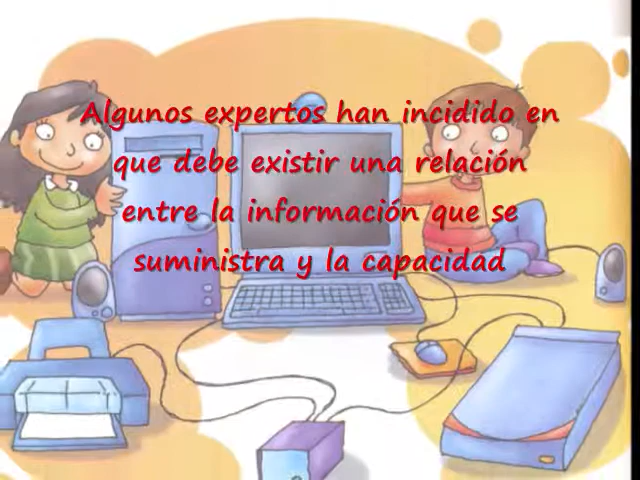 Algunos expertos han incidido en
que debe existir una relación
entre la información que se
suministra y la capacidad